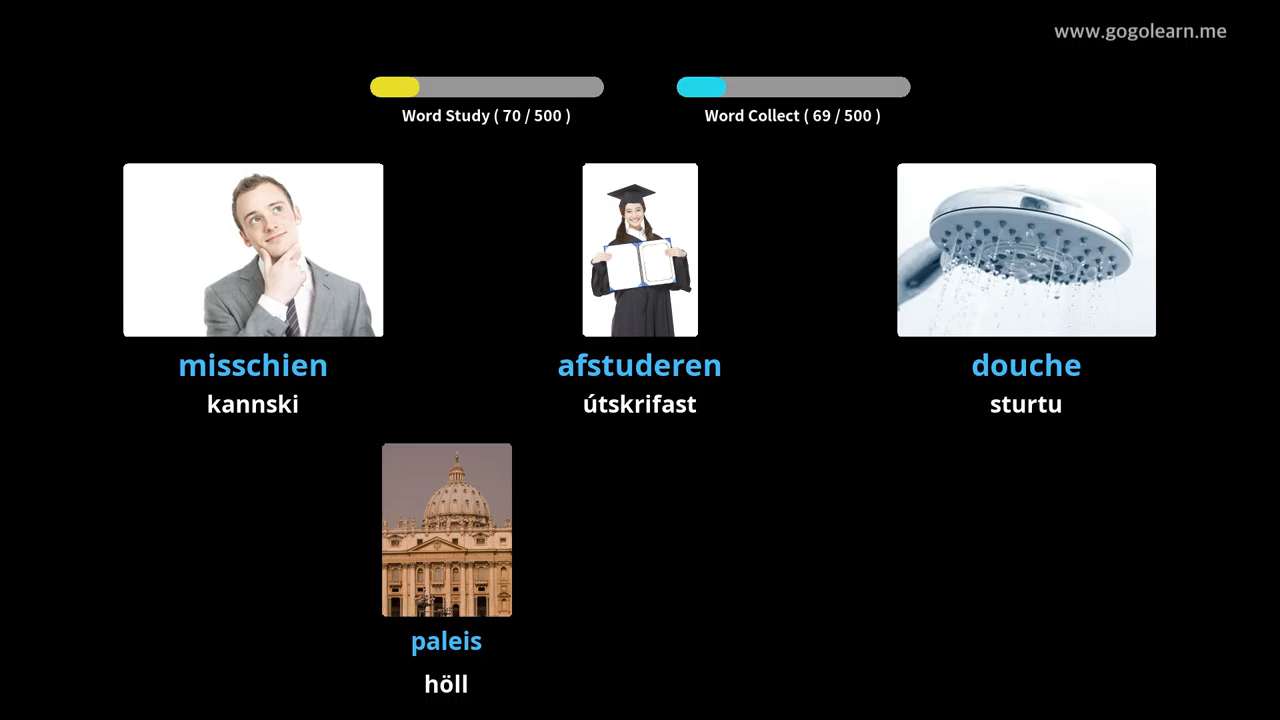 www.gogolearn.me
Word Study ( 70 / 500 )
Word Collect ( 69 / 500 )
misschien
afstuderen
douche
kannski
útskrifast
sturtu
paleis
höll